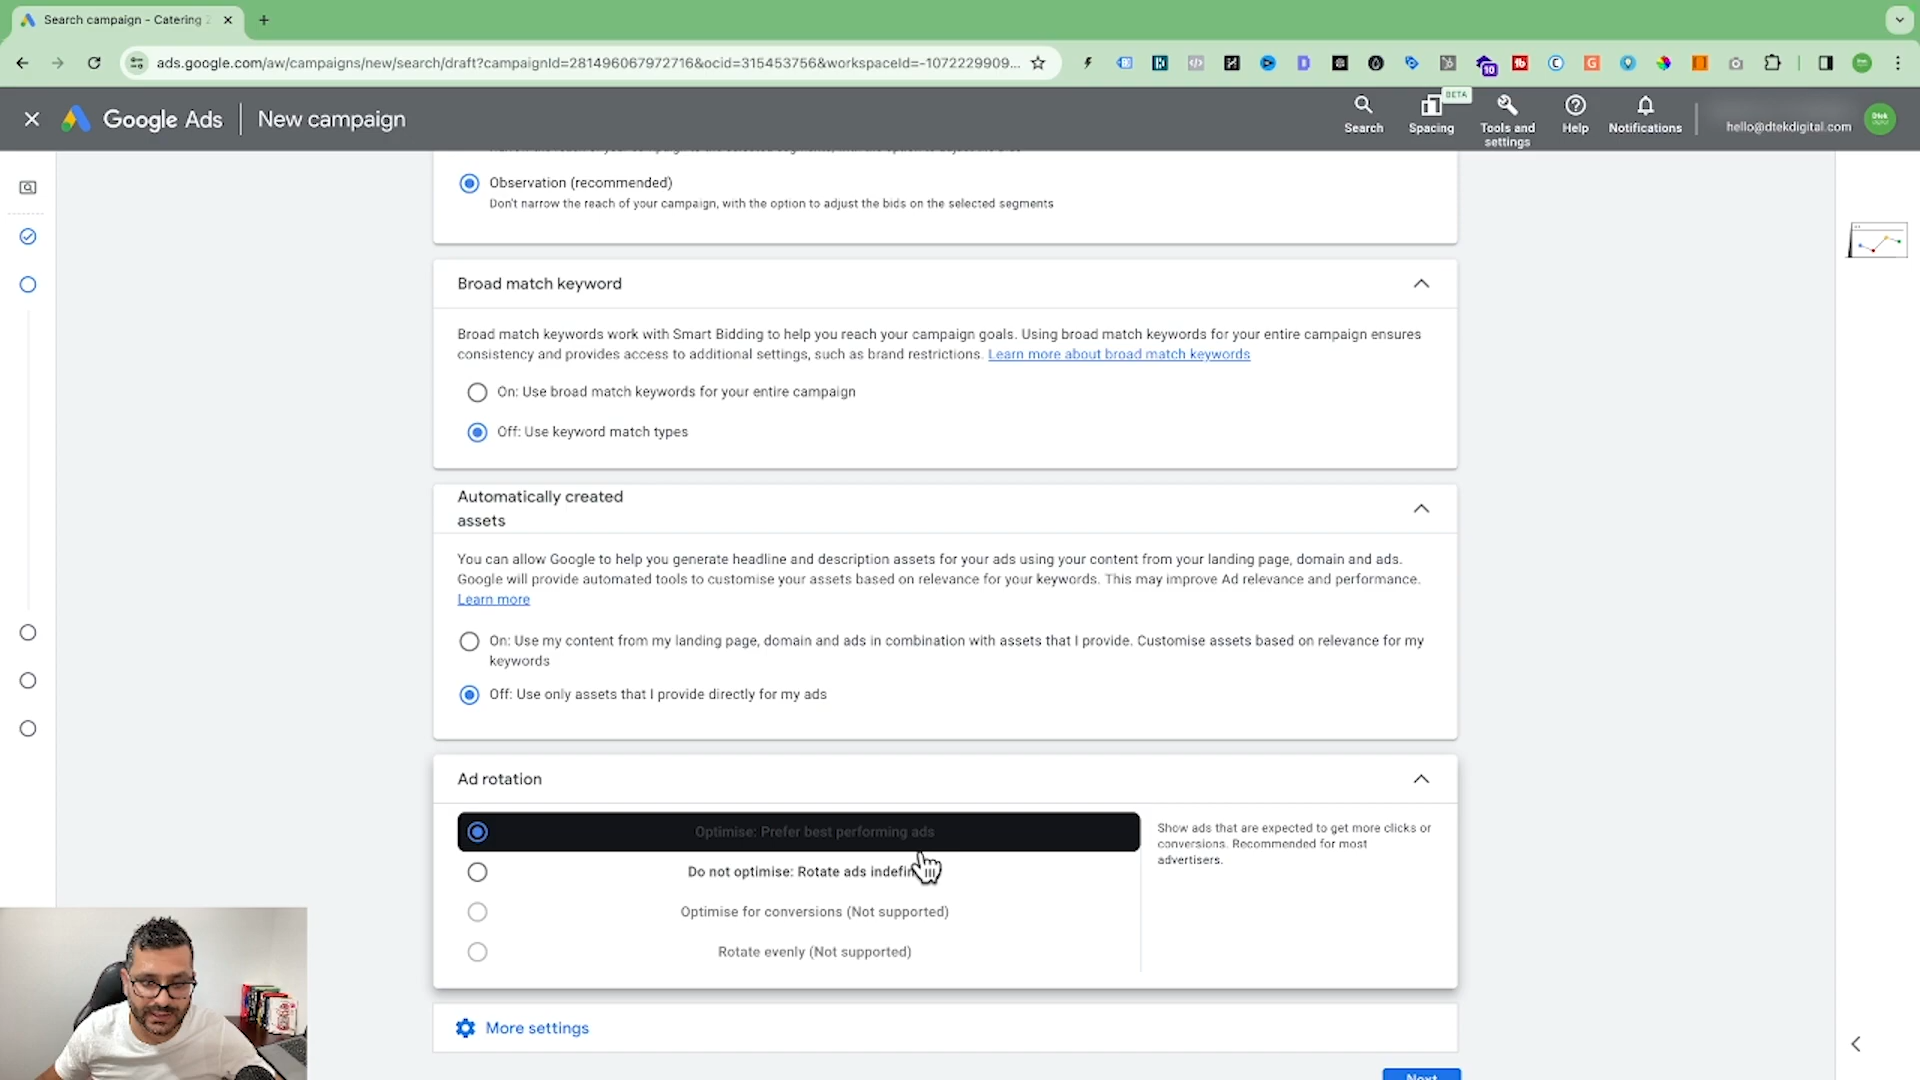 Search campaign - Catering 2
ads.google.com/aw/campaigns/new/search/draft?campaignId=281496067972716&ocid=315453756&workspaceId=-1072229909...
10
Google Ads
New campaign
Search
BETA
Spacing
Tools and
settings
Help
Notifications
hello@dtekdigital.com
Dtek
Observation (recommended)
Don't narrow the reach of your campaign, with the option to adjust the bids on the selected segments
Broad match keyword
Broad match keywords work with Smart Bidding to help you reach your campaign goals. Using broad match keywords for your entire campaign ensures
consistency and provides access to additional settings, such as brand restrictions. Learn more about broad match keywords
On: Use broad match keywords for your entire campaign
Off: Use keyword match types
Automatically created
assets
You can allow Google to help you generate headline and description assets for your ads using your content from your landing page, domain and ads.
Google will provide automated tools to customise your assets based on relevance for your keywords. This may improve Ad relevance and performance.
Learn more
On: Use my content from my landing page, domain and ads in combination with assets that I provide. Customise assets based on relevance for my
keywords
Off: Use only assets that I provide directly for my ads
Ad rotation
Optimise: Prefer best performing ads
Do not optimise: Rotate ads indefin
Optimise for conversions (Not supported)
Rotate evenly (Not supported)
Show ads that are expected to get more clicks or
conversions. Recommended for most
advertisers.
More settings
Next